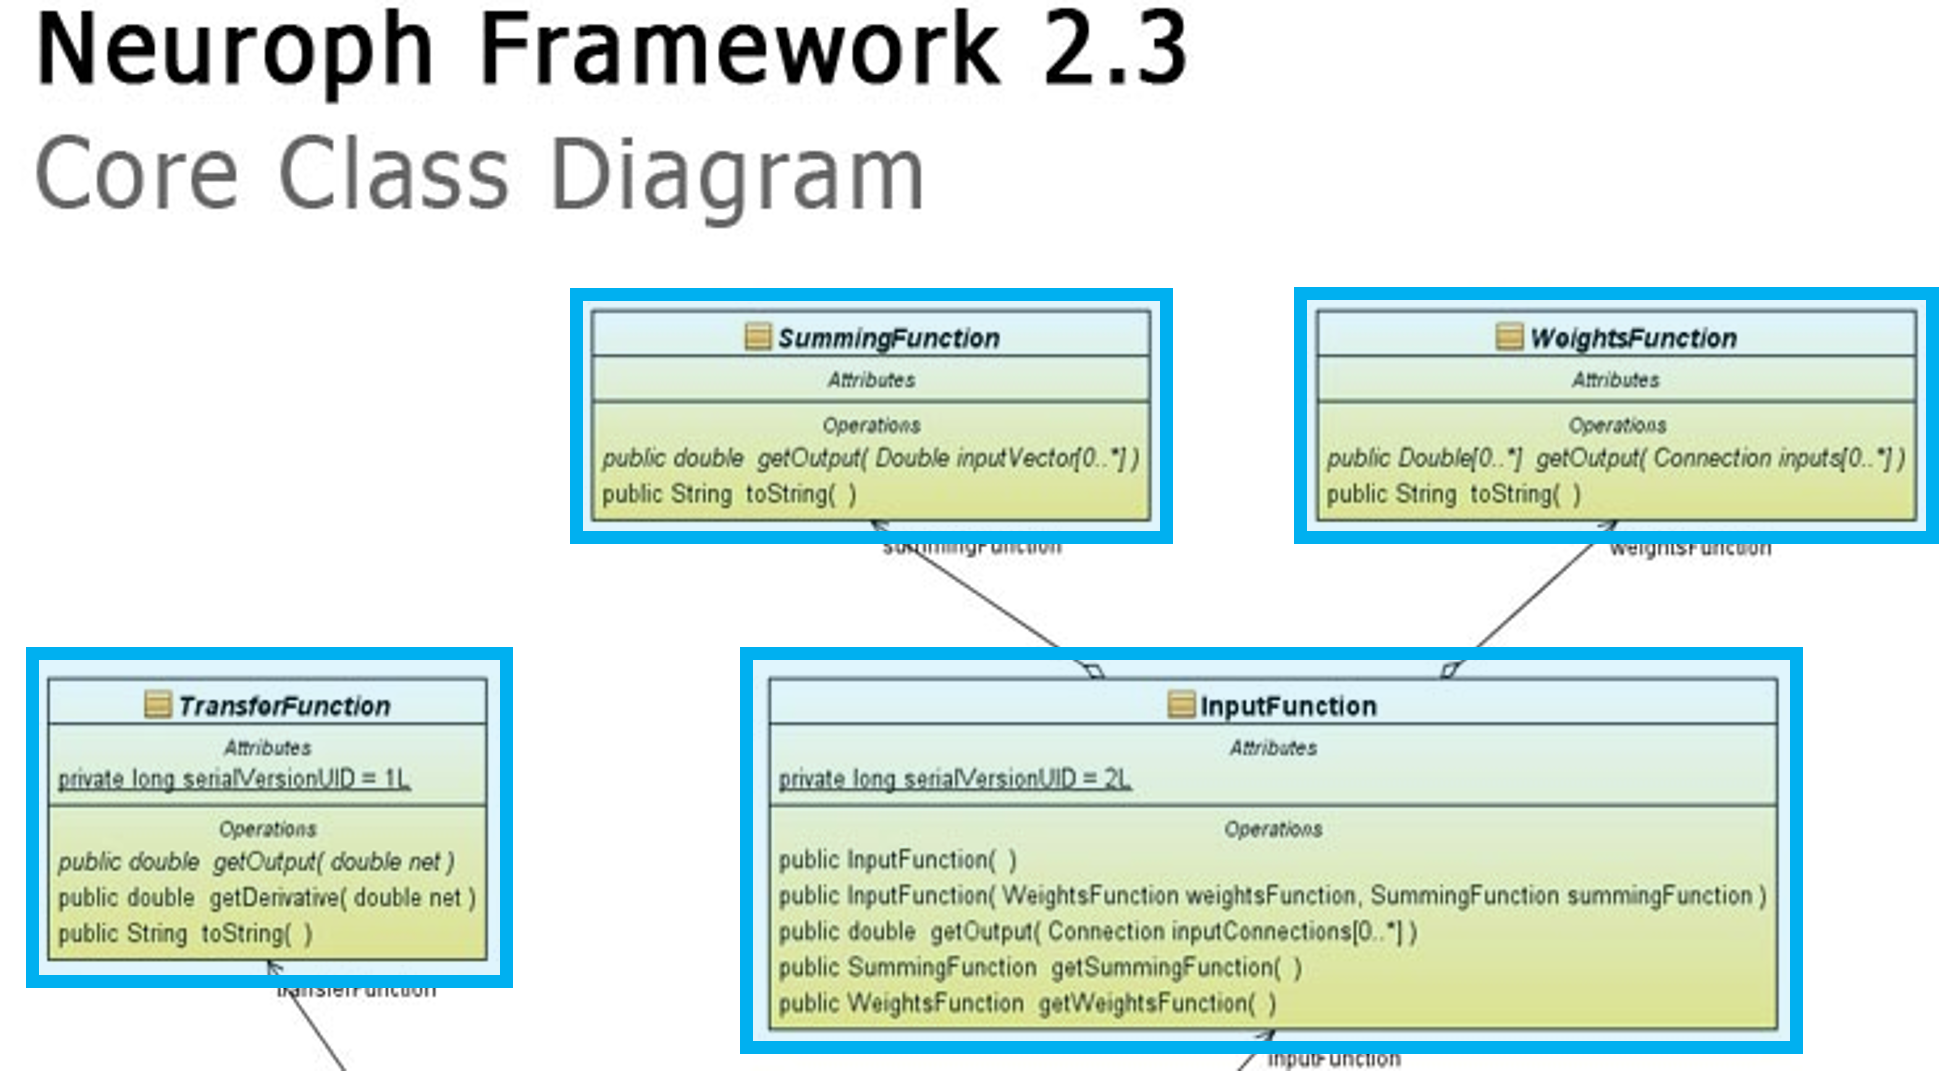 Neuroph Framework 2.3
Core Class Diagram
SummingFunction
Attributes
Operations
public double getOutput( Double inputVector[0..*] )
public String toString( )
summingFunction
WeightsFunction
Attributes
Operations
public Double[0..*] getOutput( Connection inputs[0..*] )
public String toString( )
weightsFunction
TransferFunction
Attributes
private long serialVersionUID = 1L
Operations
public double getOutput( double net )
public double getDerivative( double net )
public String toString( )
transferFunction
InputFunction
Attributes
private long serialVersionUID = 2L
Operations
public InputFunction( )
public InputFunction( WeightsFunction weightsFunction, SummingFunction summingFunction )
public double getOutput( Connection inputConnections[0..*] )
public SummingFunction getSummingFunction( )
public WeightsFunction getWeightsFunction( )
inputFunction